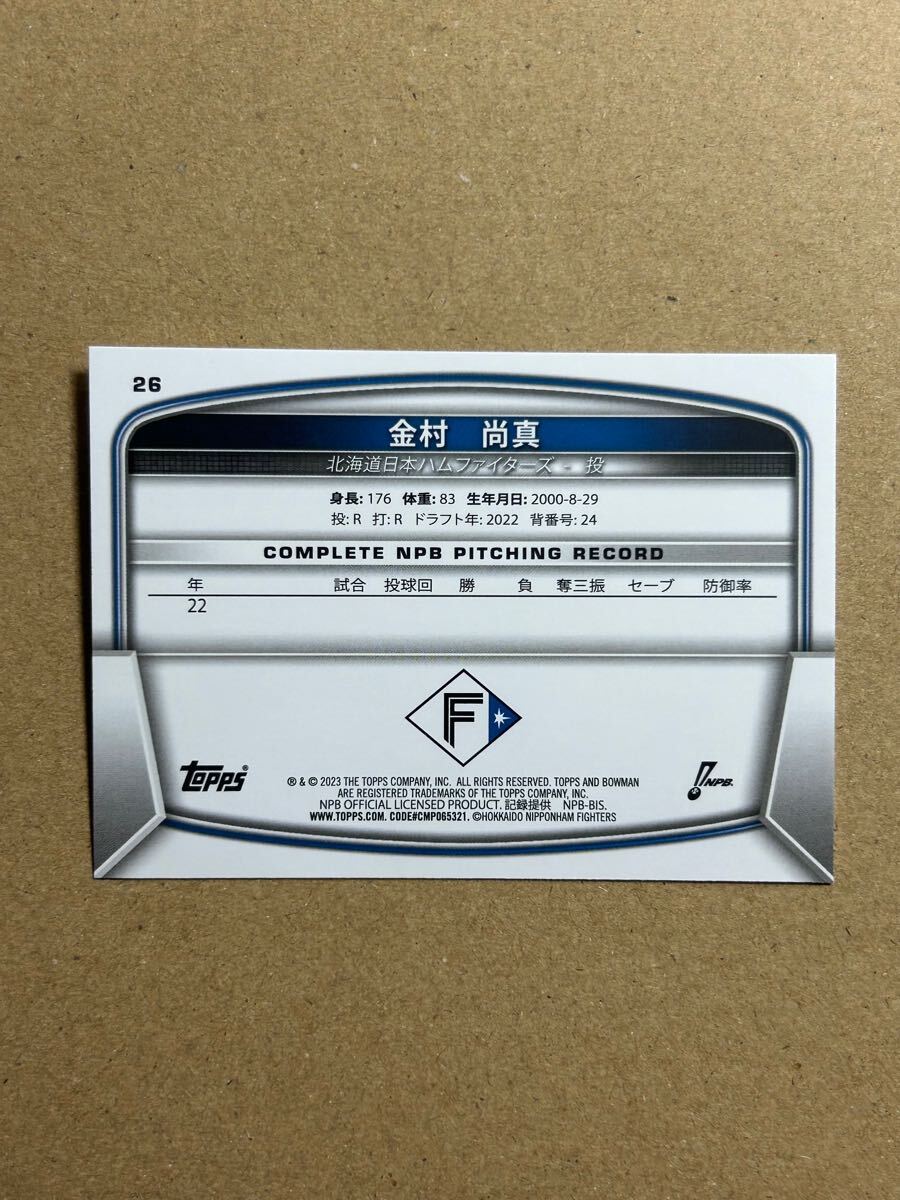 26
金村 尚真
北海道日本ハムファイターズ - 投
身長: 176 体重: 83 生年月日: 2000-8-29
投: R 打: R ドラフト年: 2022 背番号: 24
COMPLETE NPB PITCHING RECORD
年 試合 投球回 勝 負 奪三振 セーブ 防御率
22
F
topps®
® & © 2023 THE TOPPS COMPANY, INC. ALL RIGHTS RESERVED. TOPPS AND BOWMAN
ARE REGISTERED TRADEMARKS OF THE TOPPS COMPANY, INC.
NPB OFFICIAL LICENSED PRODUCT. 記録提供 NPB-BIS.
WWW.TOPPS.COM. CODE#CMP065321. ©HOKKAIDO NIPPONHAM FIGHTERS
NPB.